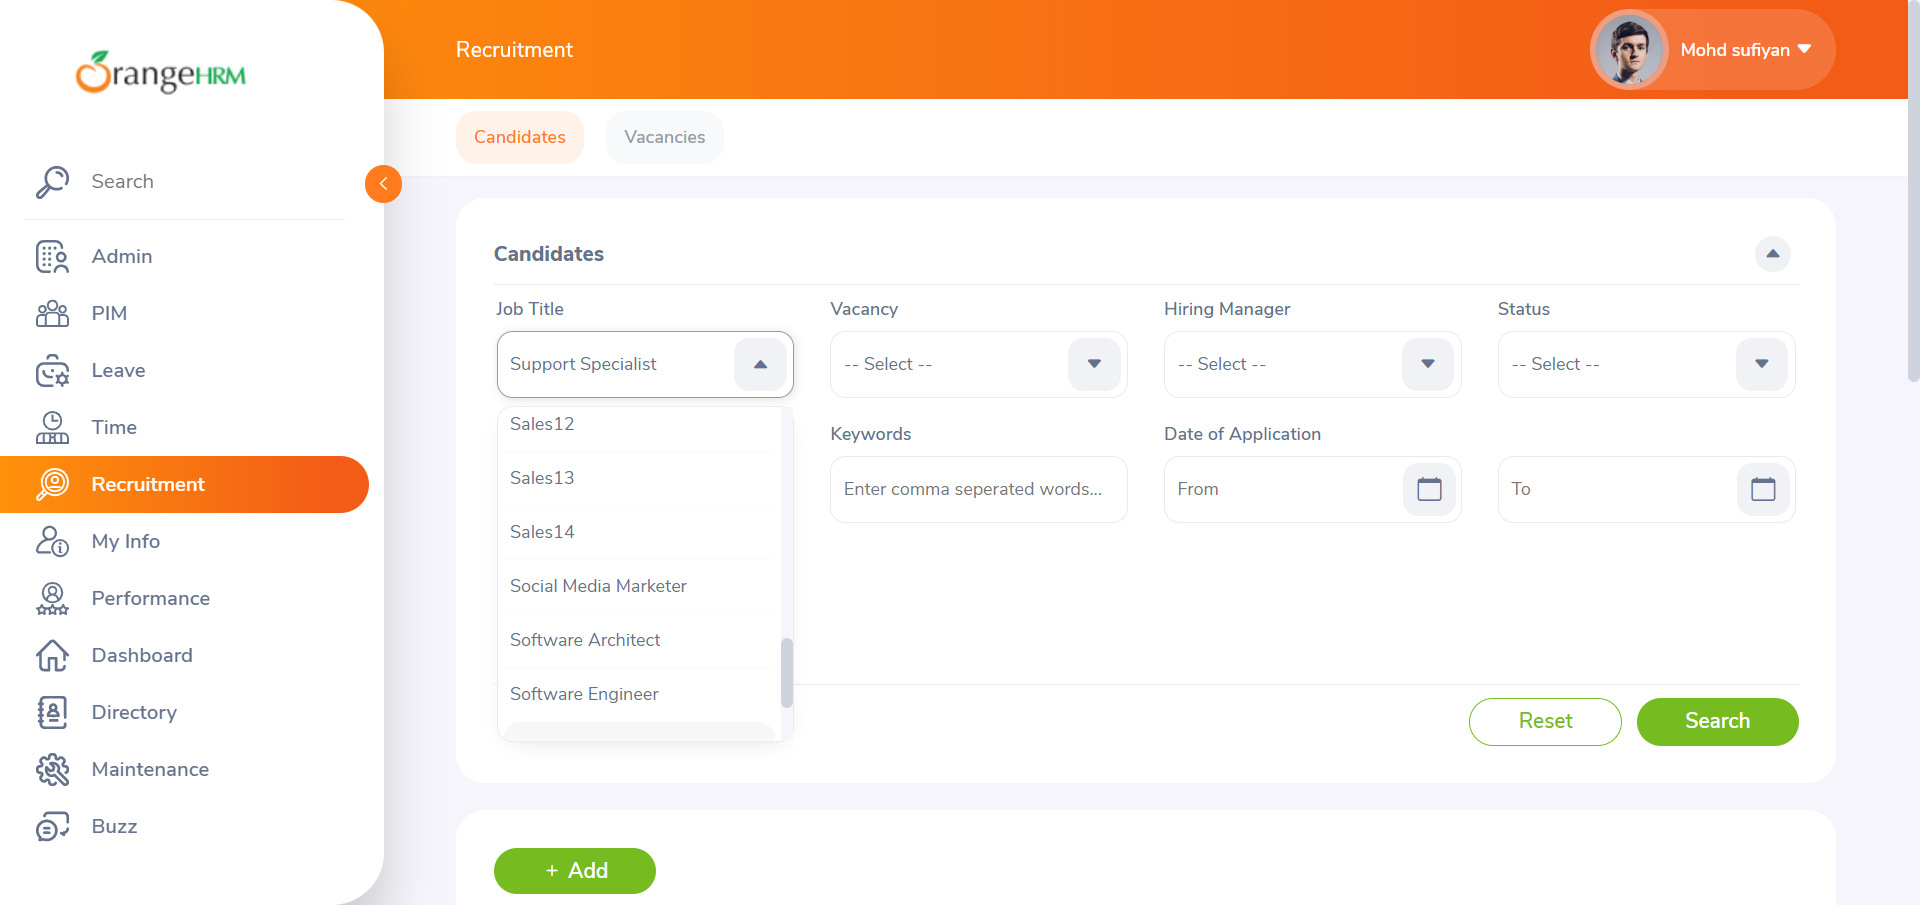 OrangeHRM
Recruitment
Mohd sufiyan
Candidates
Vacancies
Search
Admin
PIM
Leave
Time
Recruitment
My Info
Performance
Dashboard
Directory
Maintenance
Buzz
Candidates
Job Title
Vacancy
Hiring Manager
Status
Support Specialist
-- Select --
-- Select --
-- Select --
Sales12
Sales13
Sales14
Social Media Marketer
Software Architect
Software Engineer
Keywords
Date of Application
Enter comma seperated words...
From
To
Reset
Search
+ Add